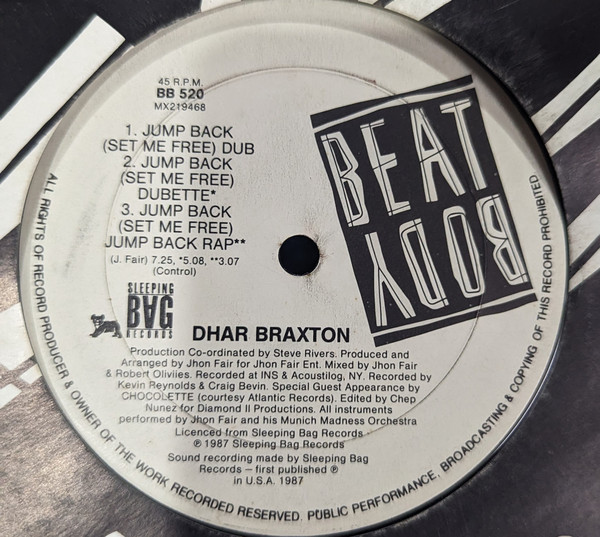 45 R.P.M.
BB 520
MX219468
1. JUMP BACK
(SET ME FREE) DUB
2. JUMP BACK
(SET ME FREE)
DUBETTE*
3. JUMP BACK
(SET ME FREE)
JUMP BACK RAP**
(J. Fair) 7.25, *5.08, **3.07
(Control)
BEAT
BODY
SLEEPING
BAG
RECORDS
DHAR BRAXTON
Production Co-ordinated by Steve Rivers. Produced and
Arranged by Jhon Fair for Jhon Fair Ent. Mixed by Jhon Fair
& Robert Oliviies. Recorded at INS & Acoustilog, NY. Recorded by
Kevin Reynolds & Craig Bevin. Special Guest Appearance by
CHOCOLETTE (courtesy Atlantic Records). Edited by Chep
Nunez for Diamond II Productions. All instruments
performed by Jhon Fair and his Munich Madness Orchestra
Licenced from Sleeping Bag Records
℗ 1987 Sleeping Bag Records
Sound recording made by Sleeping Bag
Records – first published ℗
in U.S.A. 1987
ALL RIGHTS OF RECORD PRODUCER & OWNER OF THE WORK RECORDED RESERVED. PUBLIC PERFORMANCE, BROADCASTING & COPYING OF THIS RECORD PROHIBITED